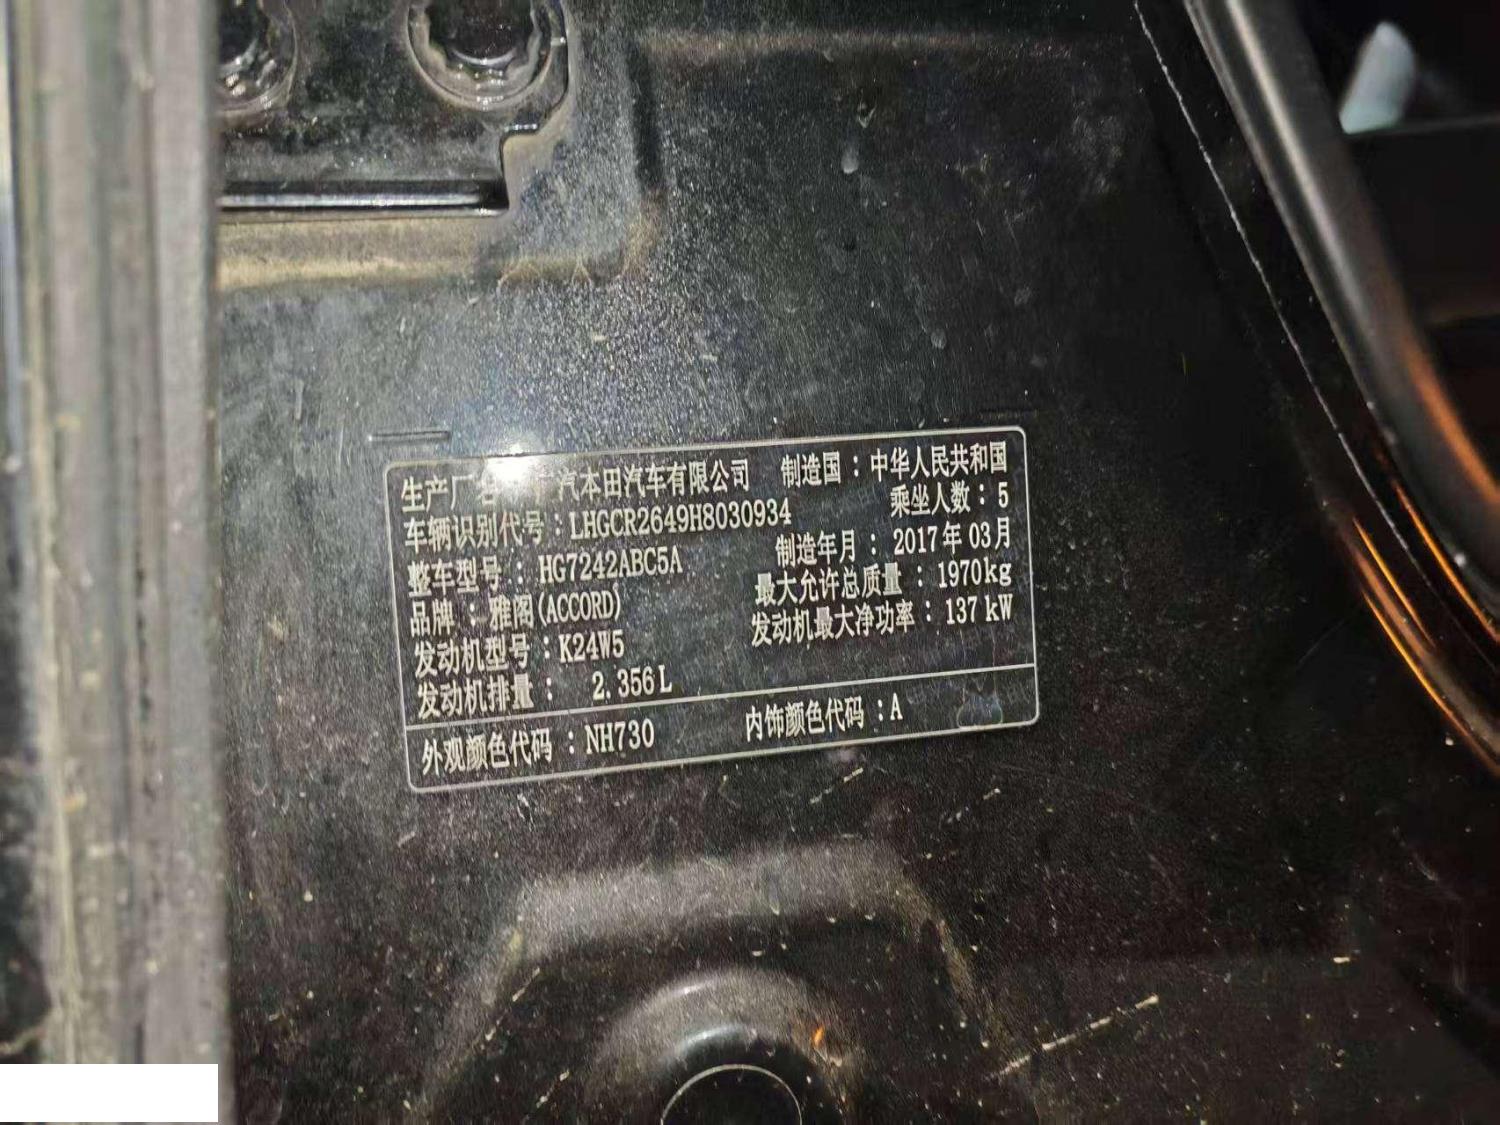 生产厂名：广汽本田汽车有限公司 制造国：中华人民共和国
车辆识别代号：LHGCR2649H8030934 乘坐人数：5
整车型号：HG7242ABC5A 制造年月：2017年03月
品牌：雅阁(ACCORD) 最大允许总质量：1970kg
发动机型号：K24W5 发动机最大净功率：137kW
发动机排量：2.356L
外观颜色代码：NH730 内饰颜色代码：A